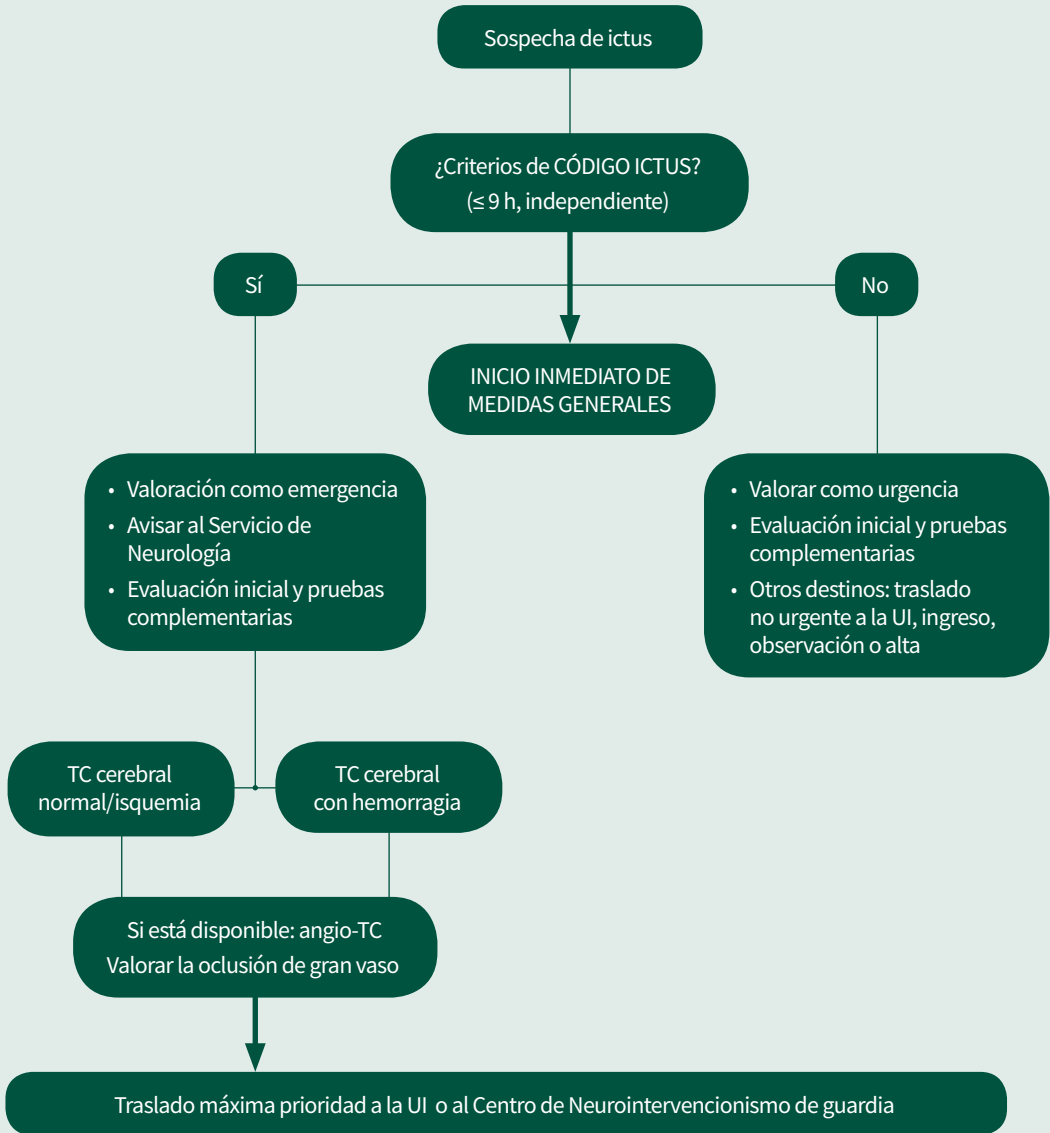 Sospecha de ictus
¿Criterios de CÓDIGO ICTUS?
(≤ 9 h, independiente)
Sí
No
INICIO INMEDIATO DE
MEDIDAS GENERALES
• Valoración como emergencia
• Avisar al Servicio de
Neurología
• Evaluación inicial y pruebas
complementarias
• Valorar como urgencia
• Evaluación inicial y pruebas
complementarias
• Otros destinos: traslado
no urgente a la UI, ingreso,
observación o alta
TC cerebral
normal/isquemia
TC cerebral
con hemorragia
Si está disponible: angio-TC
Valorar la oclusión de gran vaso
Traslado máxima prioridad a la UI o al Centro de Neurointervencionismo de guardia